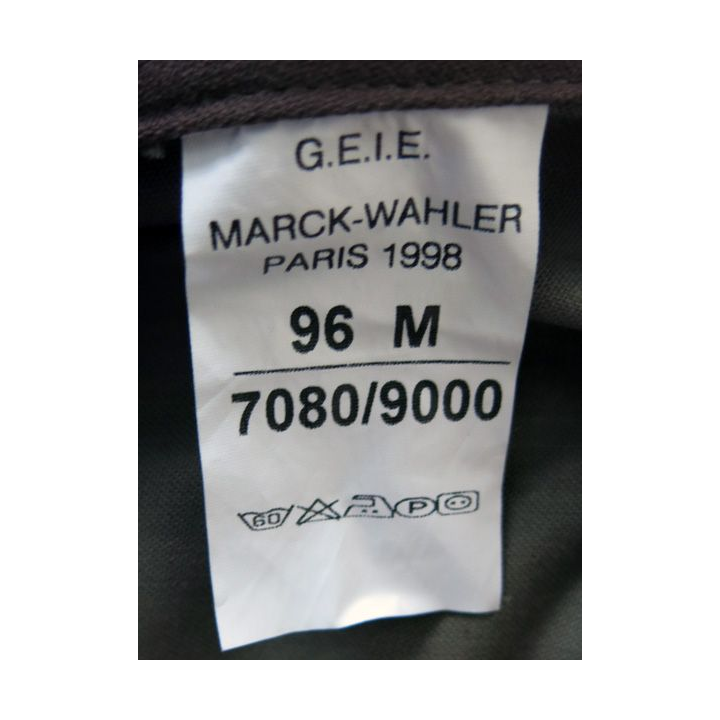 G.E.I.E.
MARCK-WAHLER
PARIS 1998
96 M
7080/9000
60 P